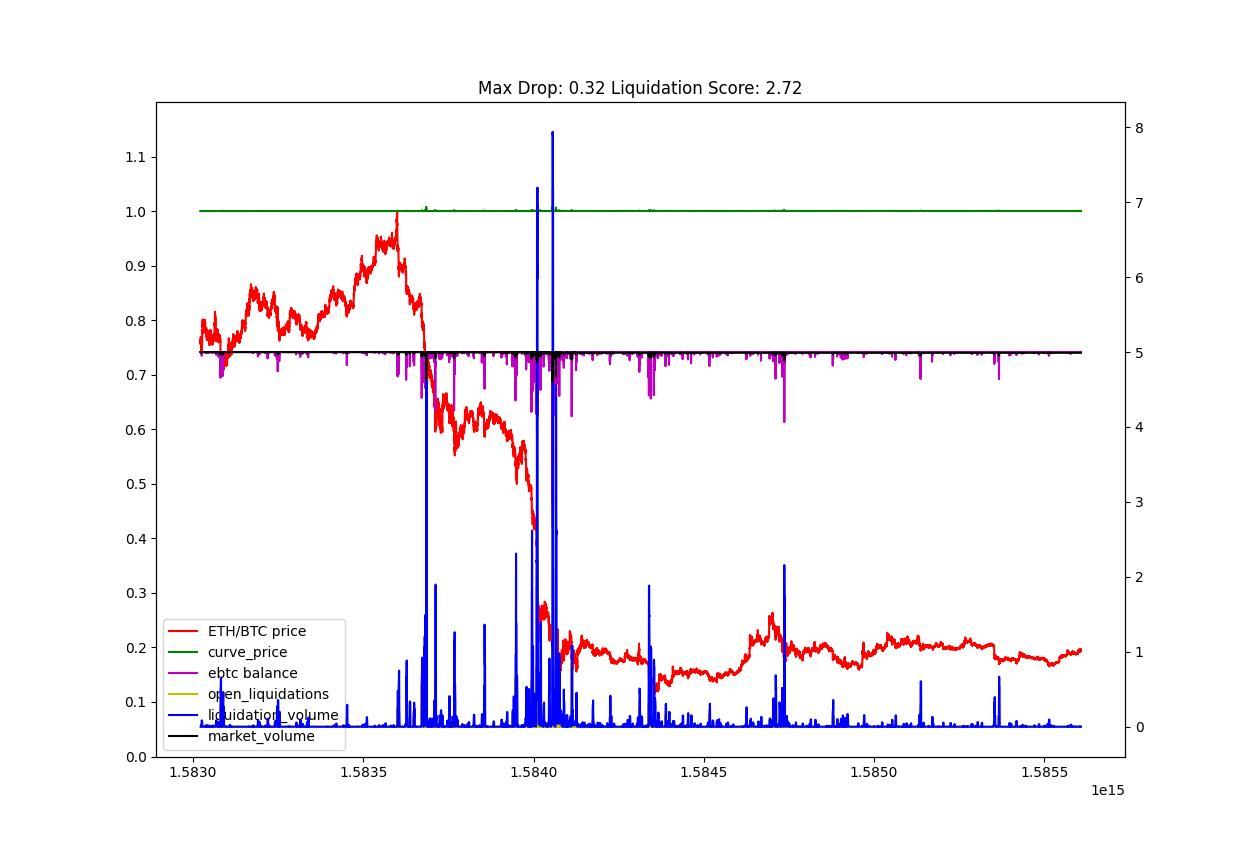 Max Drop: 0.32 Liquidation Score: 2.72
1.1
1.0
0.9
0.8
0.7
0.6
0.5
0.4
0.3
0.2
0.1
0.0
8
7
6
5
4
3
2
1
0
ETH/BTC price
curve_price
ebtc balance
open_liquidations
liquidation_volume
market_volume
1.5830 1.5835 1.5840 1.5845 1.5850 1.5855
1e15